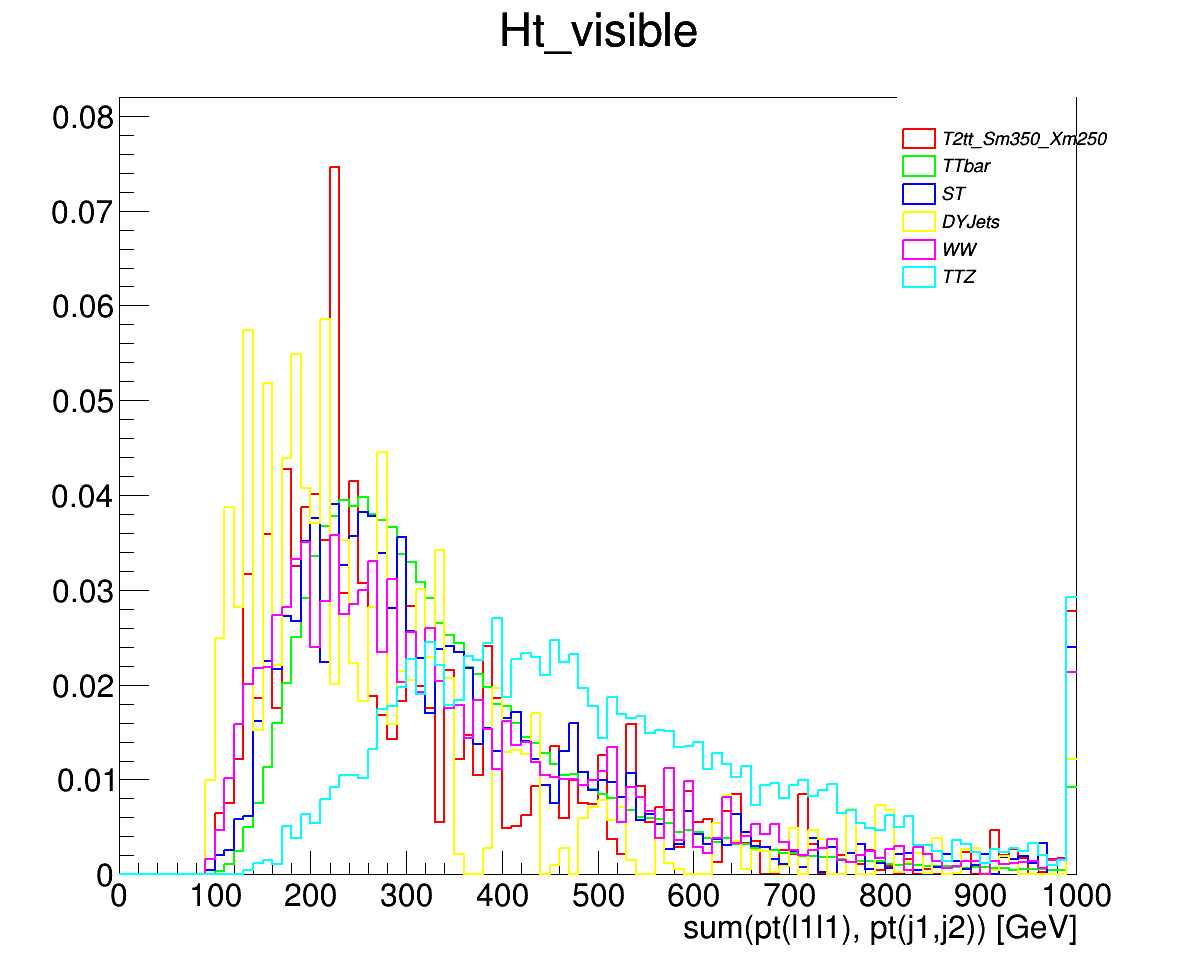 Ht_visible
0.08
0.07
0.06
0.05
0.04
0.03
0.02
0.01
0
T2tt_Sm350_Xm250
TTbar
ST
DYJets
WW
TTZ
0 100 200 300 400 500 600 700 800 900 1000
sum(pt(l1l1), pt(j1,j2)) [GeV]